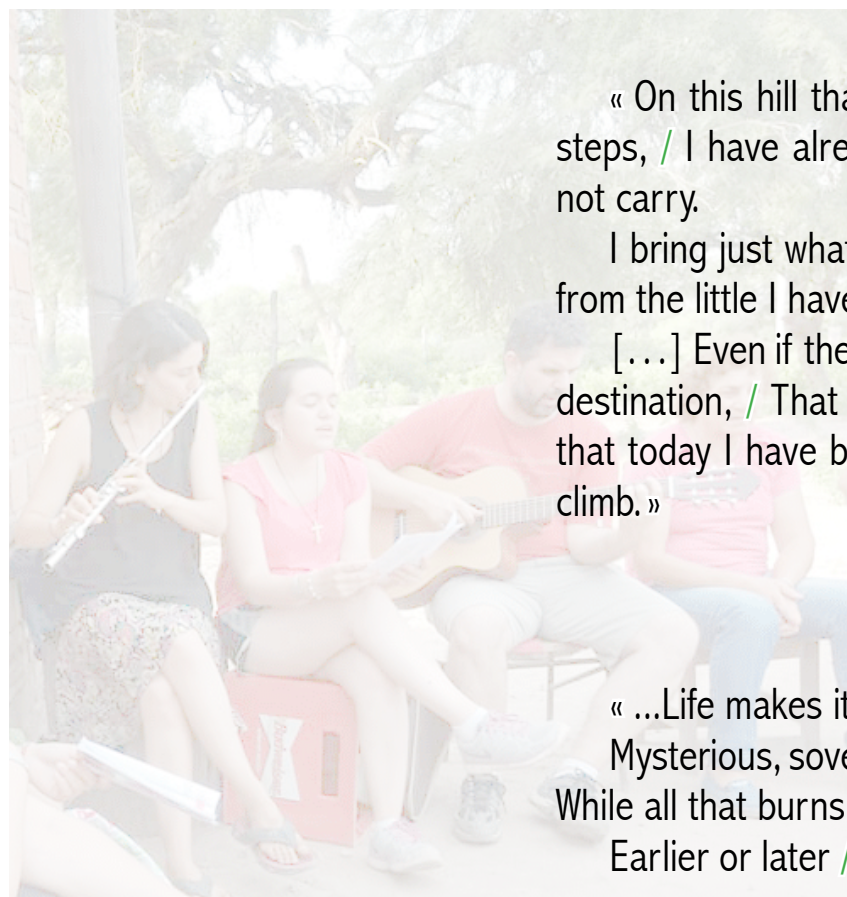 « On this hill tha
steps, / I have alre
not carry.
I bring just what
from the little I have
[…] Even if the
destination, / That
that today I have b
climb. »
« …Life makes it
Mysterious, sove
While all that burns
Earlier or later /